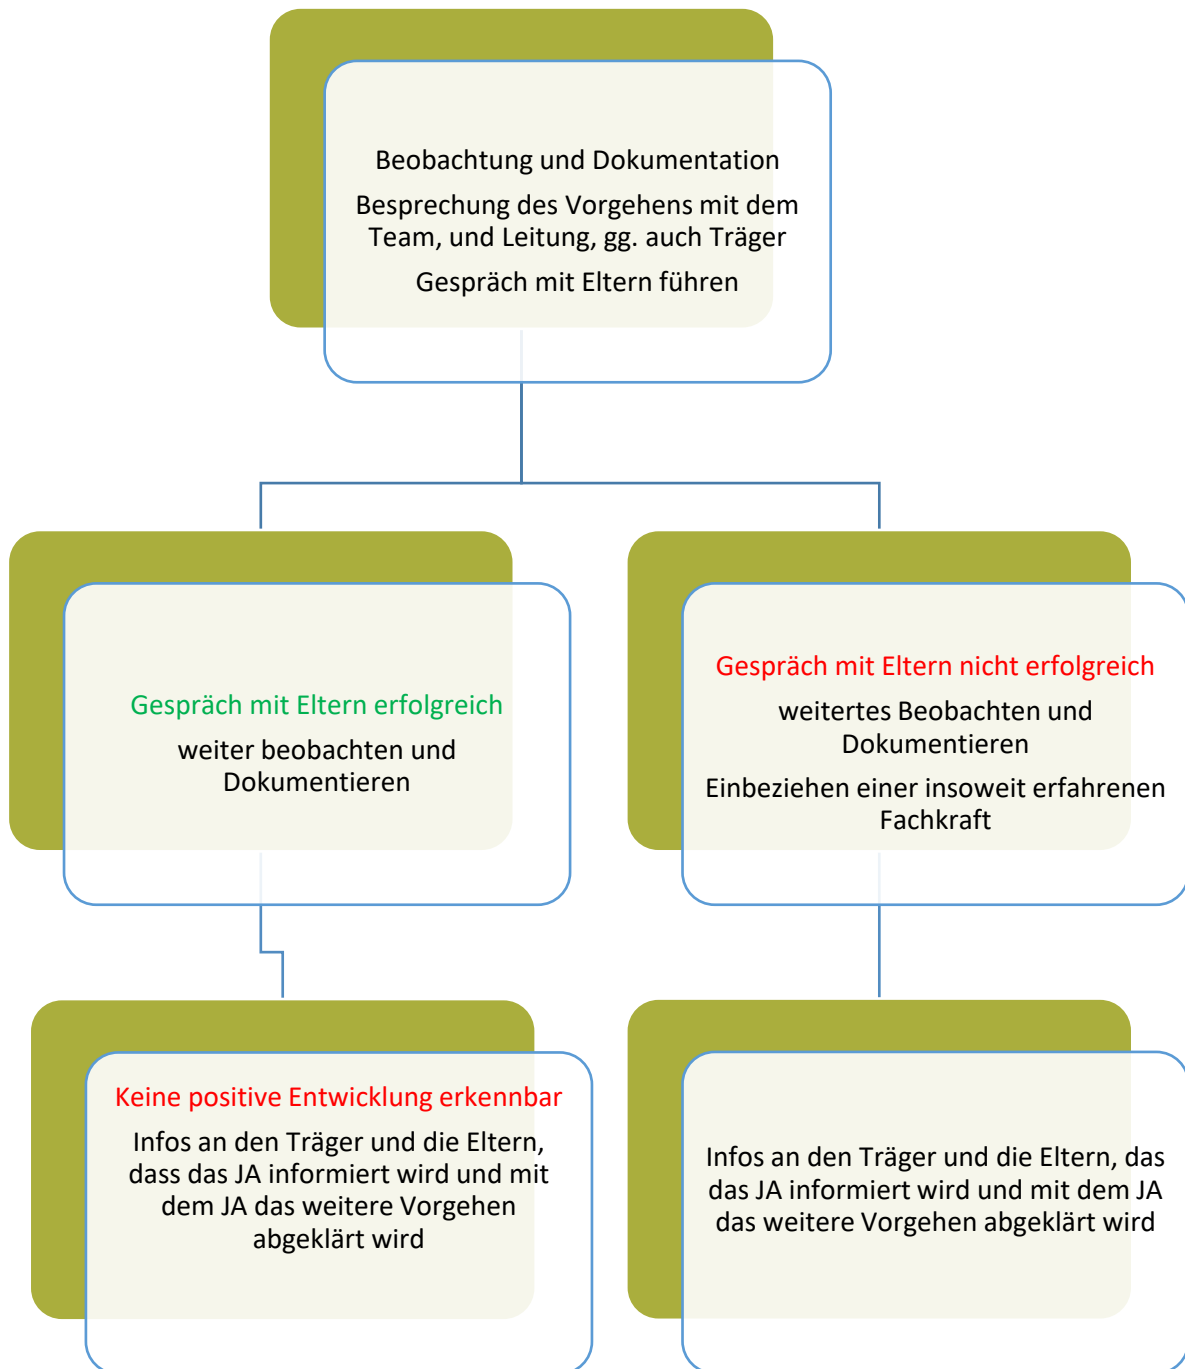 Beobachtung und Dokumentation
Besprechung des Vorgehens mit dem
Team, und Leitung, gg. auch Träger
Gespräch mit Eltern führen
Gespräch mit Eltern erfolgreich
weiter beobachten und
Dokumentieren
Gespräch mit Eltern nicht erfolgreich
weitertes Beobachten und
Dokumentieren
Einbeziehen einer insoweit erfahrenen
Fachkraft
Keine positive Entwicklung erkennbar
Infos an den Träger und die Eltern,
dass das JA informiert wird und mit
dem JA das weitere Vorgehen
abgeklärt wird
Infos an den Träger und die Eltern, das
das JA informiert wird und mit dem JA
das weitere Vorgehen abgeklärt wird